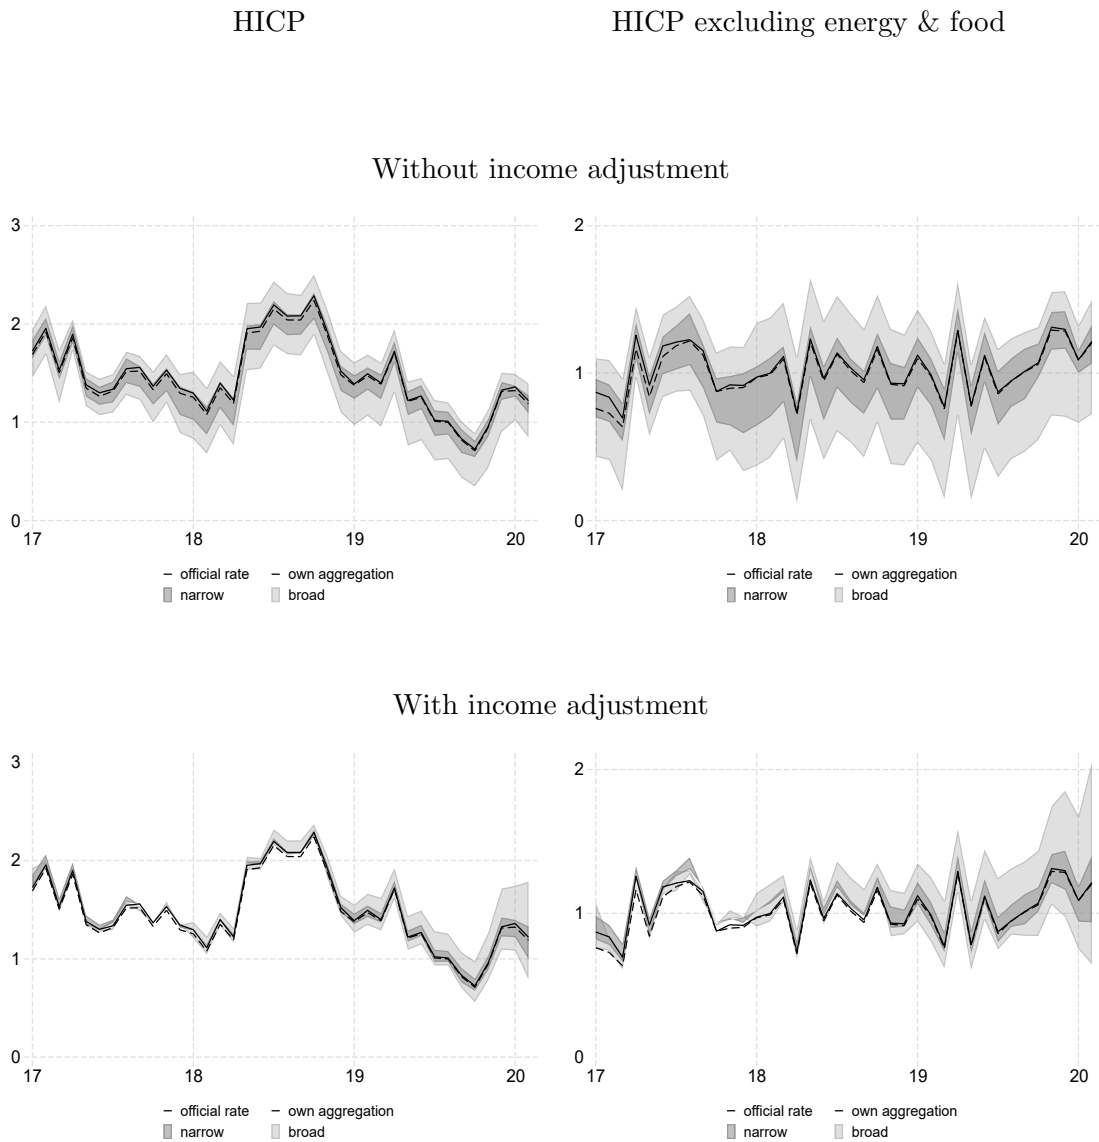 HICP HICP excluding energy & food
Without income adjustment
3 2
2
1 1
0 0
17 18 19 20 17 18 19 20
official rate own aggregation official rate own aggregation
narrow broad narrow broad
With income adjustment
3 2
2
1 1
0 0
17 18 19 20 17 18 19 20
official rate own aggregation official rate own aggregation
narrow broad narrow broad